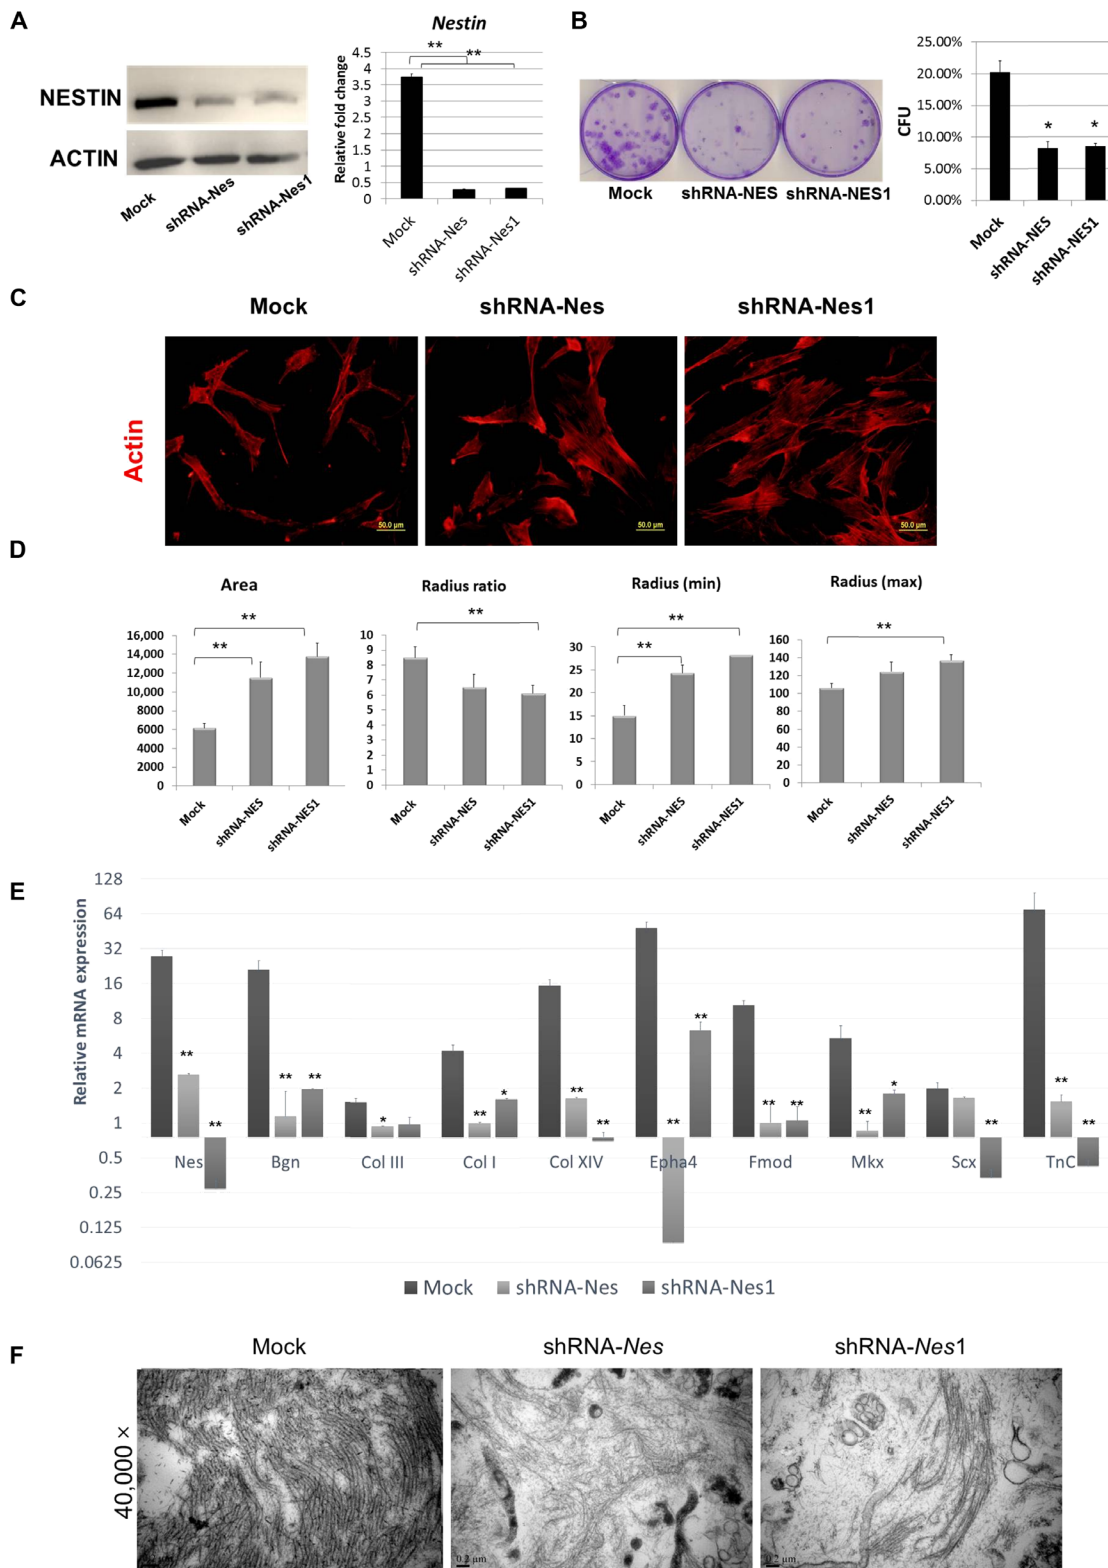 A
NESTIN
ACTIN
Mock
shRNA-Nes
shRNA-Nes1
Nestin
Relative fold change
4.5
4
3.5
3
2.5
2
1.5
1
0.5
0
**
**
Mock
shRNA-Nes
shRNA-Nes1
B
Mock
shRNA-NES
shRNA-NES1
CFU
25.00%
20.00%
15.00%
10.00%
5.00%
0.00%
*
*
Mock
shRNA-NES
shRNA-NES1
C
Mock
shRNA-Nes
shRNA-Nes1
Actin
50.0 µm
50.0 µm
50.0 µm
D
Area
16,000
14,000
12,000
10,000
8000
6000
4000
2000
0
**
**
Mock
shRNA-NES
shRNA-NES1
Radius ratio
10
9
8
7
6
5
4
3
2
1
0
**
Mock
shRNA-NES
shRNA-NES1
Radius (min)
30
25
20
15
10
5
0
**
**
Mock
shRNA-NES
shRNA-NES1
Radius (max)
160
140
120
100
80
60
40
20
0
**
Mock
shRNA-NES
shRNA-NES1
E
Relative mRNA expression
128
64
32
16
8
4
2
1
0.5
0.25
0.125
0.0625
** **
** **
*
** *
** **
** **
** **
** *
**
** **
Nes Bgn Col III Col I Col XIV Epha4 Fmod Mkx Scx TnC
Mock shRNA-Nes shRNA-Nes1
F
Mock
shRNA-Nes
shRNA-Nes1
40,000 ×
0.2 µm
0.2 µm